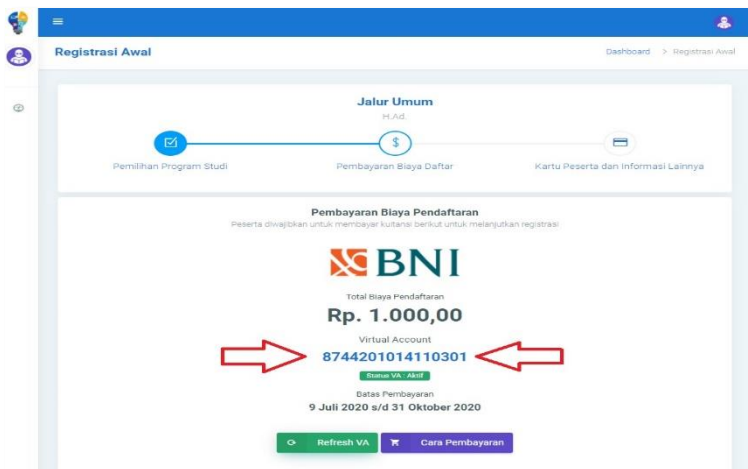 Registrasi Awal
Dashboard > Registrasi Awal
Jalur Umum
H.Ad.
$
Pemilihan Program Studi
Pembayaran Biaya Daftar
Kartu Peserta dan Informasi Lainnya
Pembayaran Biaya Pendaftaran
Peserta diwajibkan untuk membayar kuitansi berikut untuk melanjutkan registrasi
BNI
Total Biaya Pendaftaran
Rp. 1.000,00
Virtual Account
8744201014110301
Status VA : Aktif
Batas Pembayaran
9 Juli 2020 s/d 31 Oktober 2020
Refresh VA
Cara Pembayaran